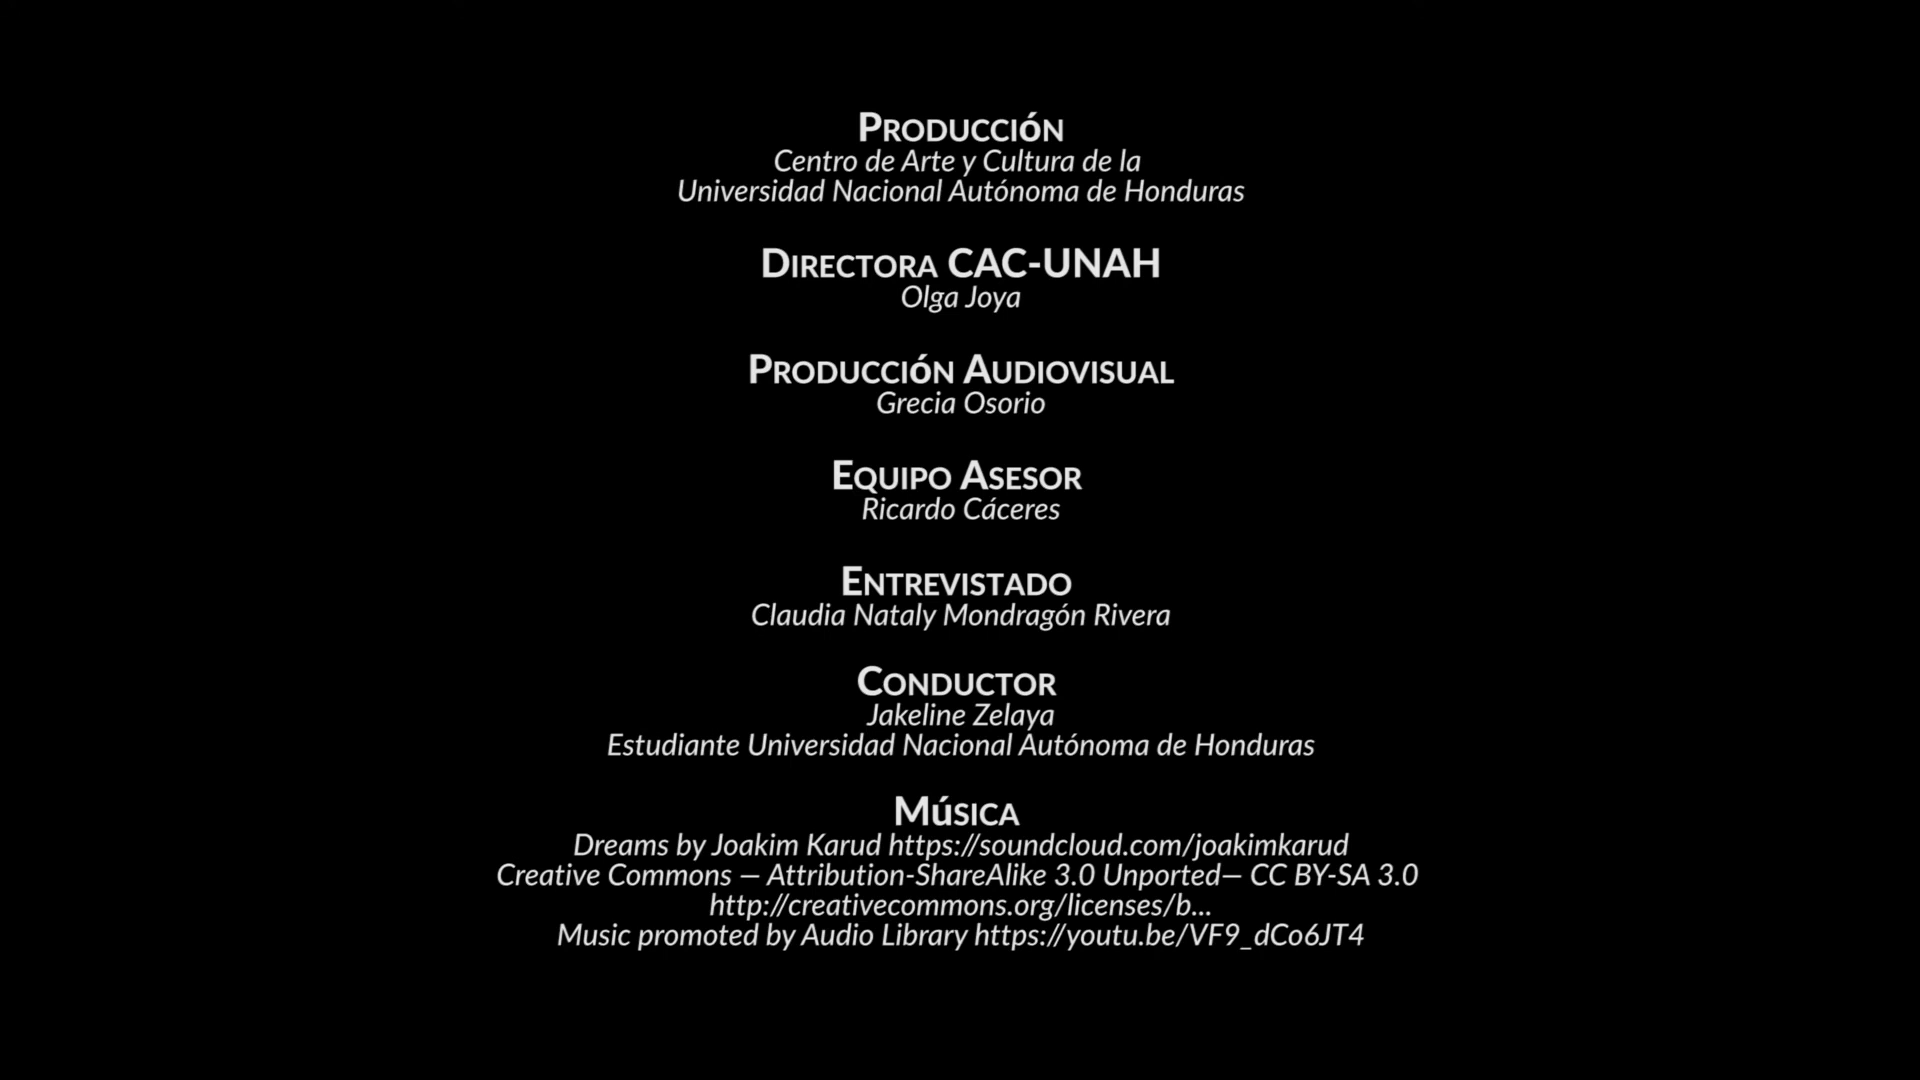 Producción
Centro de Arte y Cultura de la
Universidad Nacional Autónoma de Honduras
Directora CAC-UNAH
Olga Joya
Producción Audiovisual
Grecia Osorio
Equipo Asesor
Ricardo Cáceres
Entrevistado
Claudia Nataly Mondragón Rivera
Conductor
Jakeline Zelaya
Estudiante Universidad Nacional Autónoma de Honduras
Música
Dreams by Joakim Karud https://soundcloud.com/joakimkarud
Creative Commons — Attribution-ShareAlike 3.0 Unported— CC BY-SA 3.0
http://creativecommons.org/licenses/b...
Music promoted by Audio Library https://youtu.be/VF9_dCo6JT4